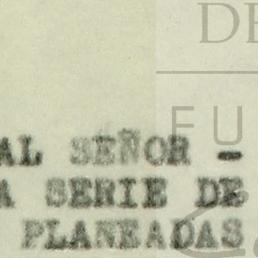 DE
FU
AL SEÑOR -
A SERIE DE
PLANEADAS